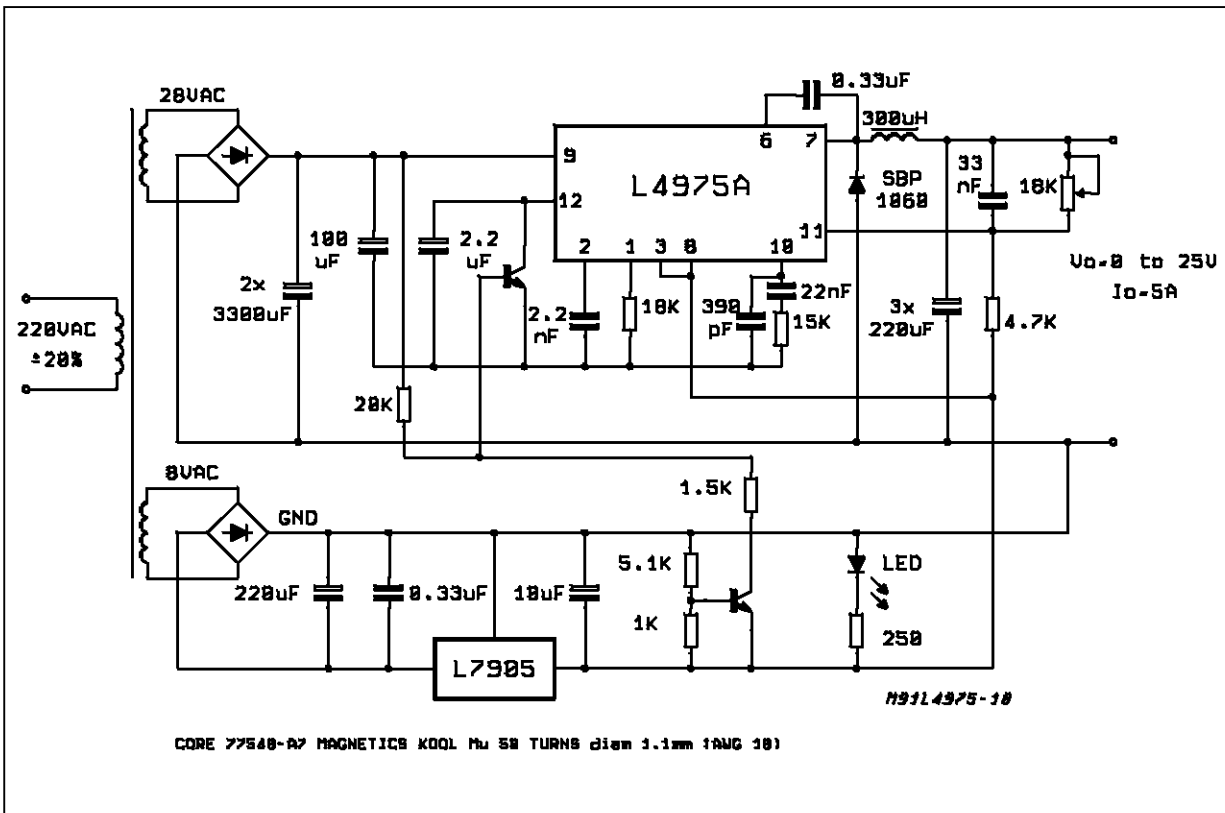 28VAC
0.33uF
300uH
6
7
9
L4975A
12
SBP
1060
33
nF
18K
11
100
uF
2.2
uF
2
1
3
8
10
Vo=0 to 25V
Io=5A
2x
3300uF
2.2
nF
18K
390
pF
22nF
15K
3x
220uF
4.7K
220VAC
±20%
20K
8VAC
1.5K
GND
5.1K
LED
220uF
0.33uF
10uF
1K
250
L7905
M91L4975-10
CORE 77548-A7 MAGNETICS KOOL Mu 50 TURNS diam 1.1mm (AWG 18)